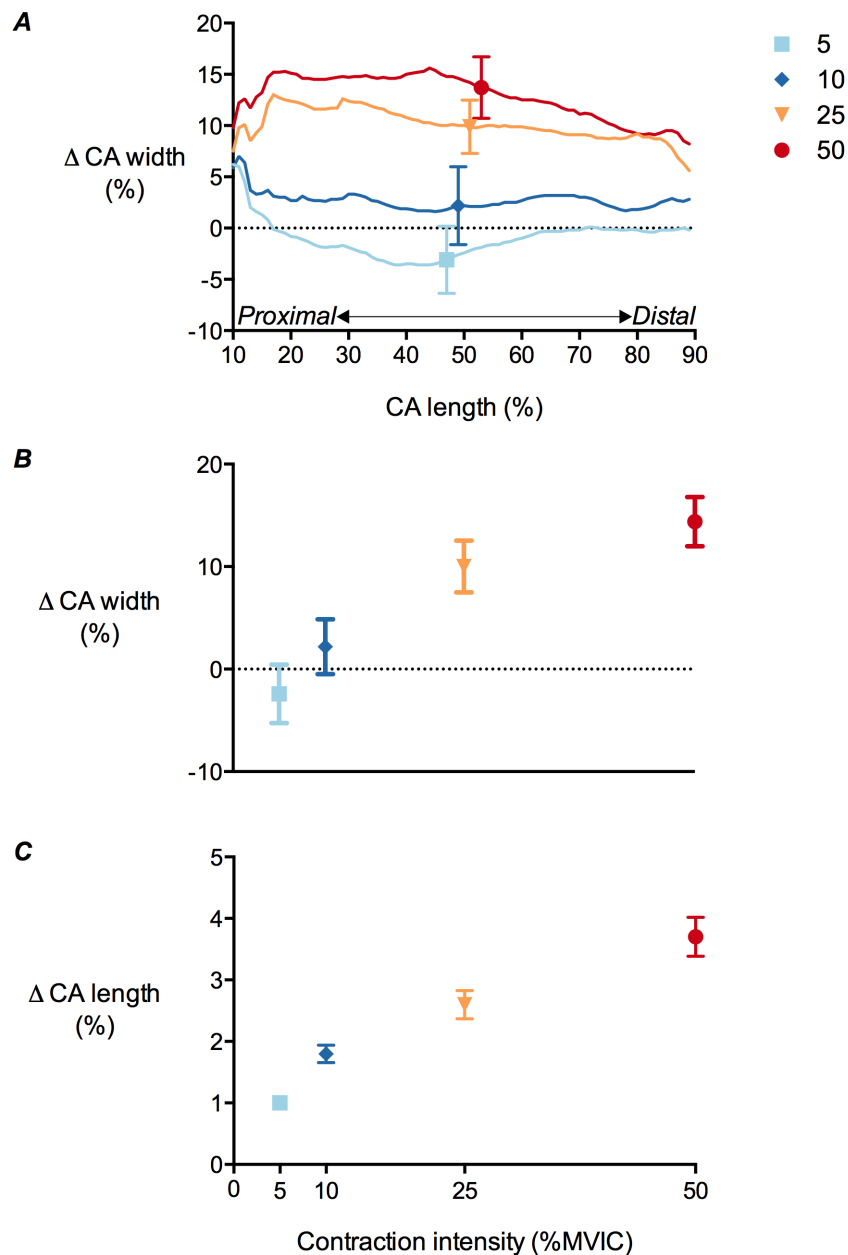 A
20
15
10
5
0
-5
-10
Δ CA width
(%)
Proximal
Distal
10 20 30 40 50 60 70 80 90
CA length (%)
5
10
25
50
B
20
10
0
-10
Δ CA width
(%)
C
5
4
3
2
1
0
Δ CA length
(%)
0 5 10 25 50
Contraction intensity (%MVIC)